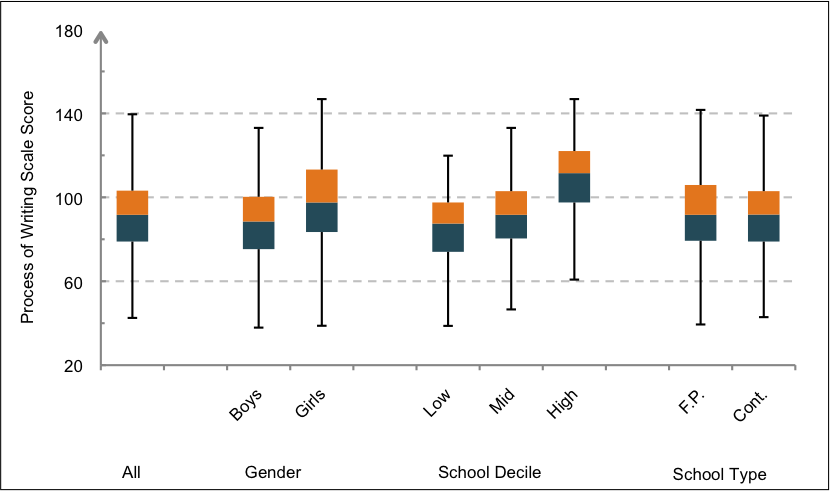 Process of Writing Scale Score
180
140
100
60
20
Boys
Girls
Low
Mid
High
F.P.
Cont.
All
Gender
School Decile
School Type